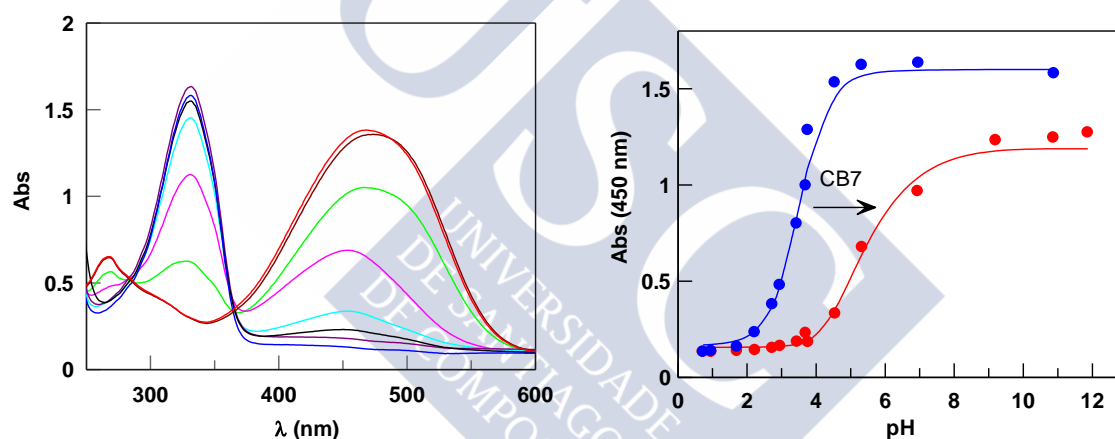 2
1.5
1
0.5
0
300
400
500
600
Abs
λ (nm)
1.5
1
0.5
0
0
2
4
6
8
10
12
Abs (450 nm)
pH
CB7
USC
UNIVERSIDADE
DE SANTIAGO
DE COMPO